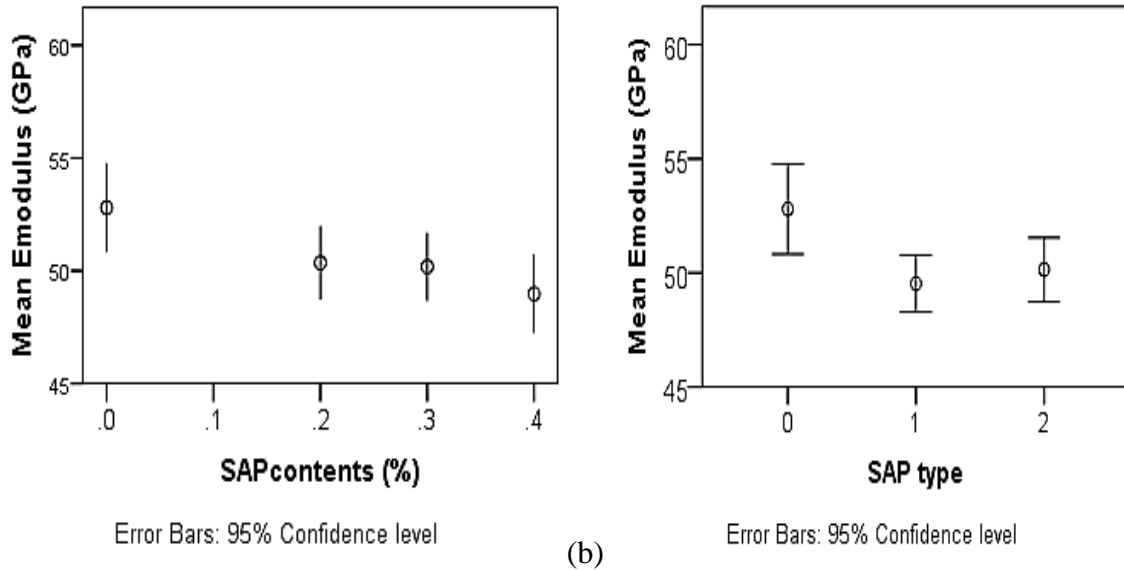 Mean Emodulus (GPa)
60
55
50
45
.0 .1 .2 .3 .4
SAPcontents (%)
Error Bars: 95% Confidence level
Mean Emodulus (GPa)
60
55
50
45
0 1 2
SAP type
Error Bars: 95% Confidence level
(b)